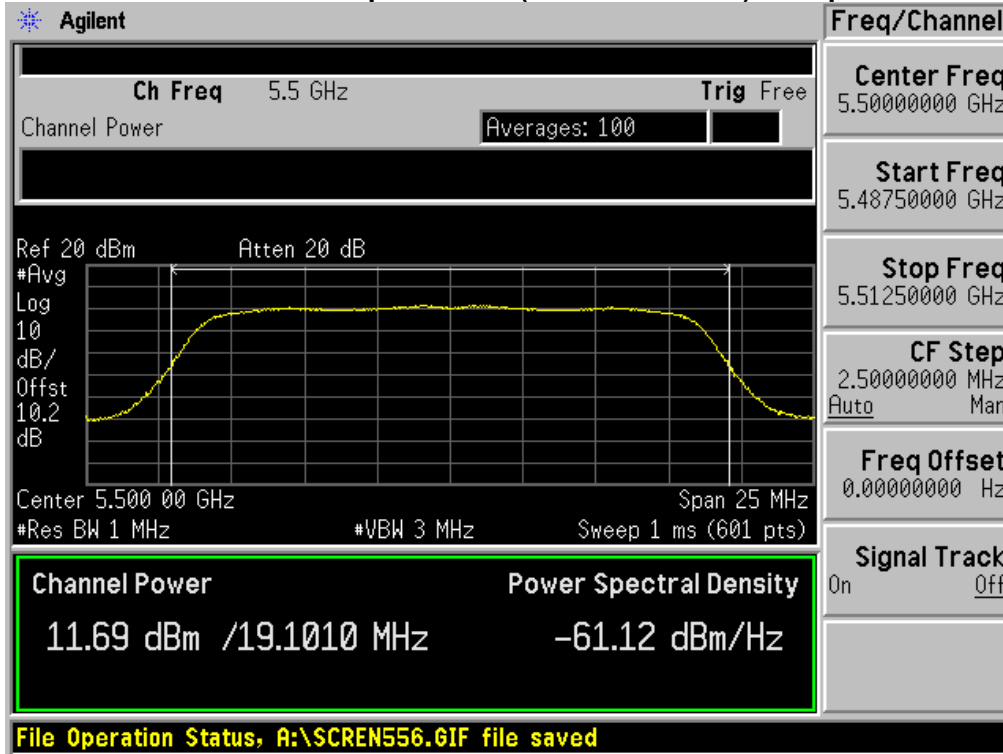 Agilent
Freq/Channel
Ch Freq 5.5 GHz Trig Free
Channel Power Averages: 100
Center Freq
5.50000000 GHz
Start Freq
5.48750000 GHz
Stop Freq
5.51250000 GHz
CF Step
2.50000000 MHz
Auto Man
Freq Offset
0.00000000 Hz
Signal Track
On Off
Ref 20 dBm Atten 20 dB
#Avg
Log
10
dB/
Offst
10.2
dB
Center 5.500 00 GHz Span 25 MHz
#Res BW 1 MHz #VBW 3 MHz Sweep 1 ms (601 pts)
Channel Power Power Spectral Density
11.69 dBm /19.1010 MHz -61.12 dBm/Hz
File Operation Status, A:\SCREN556.GIF file saved